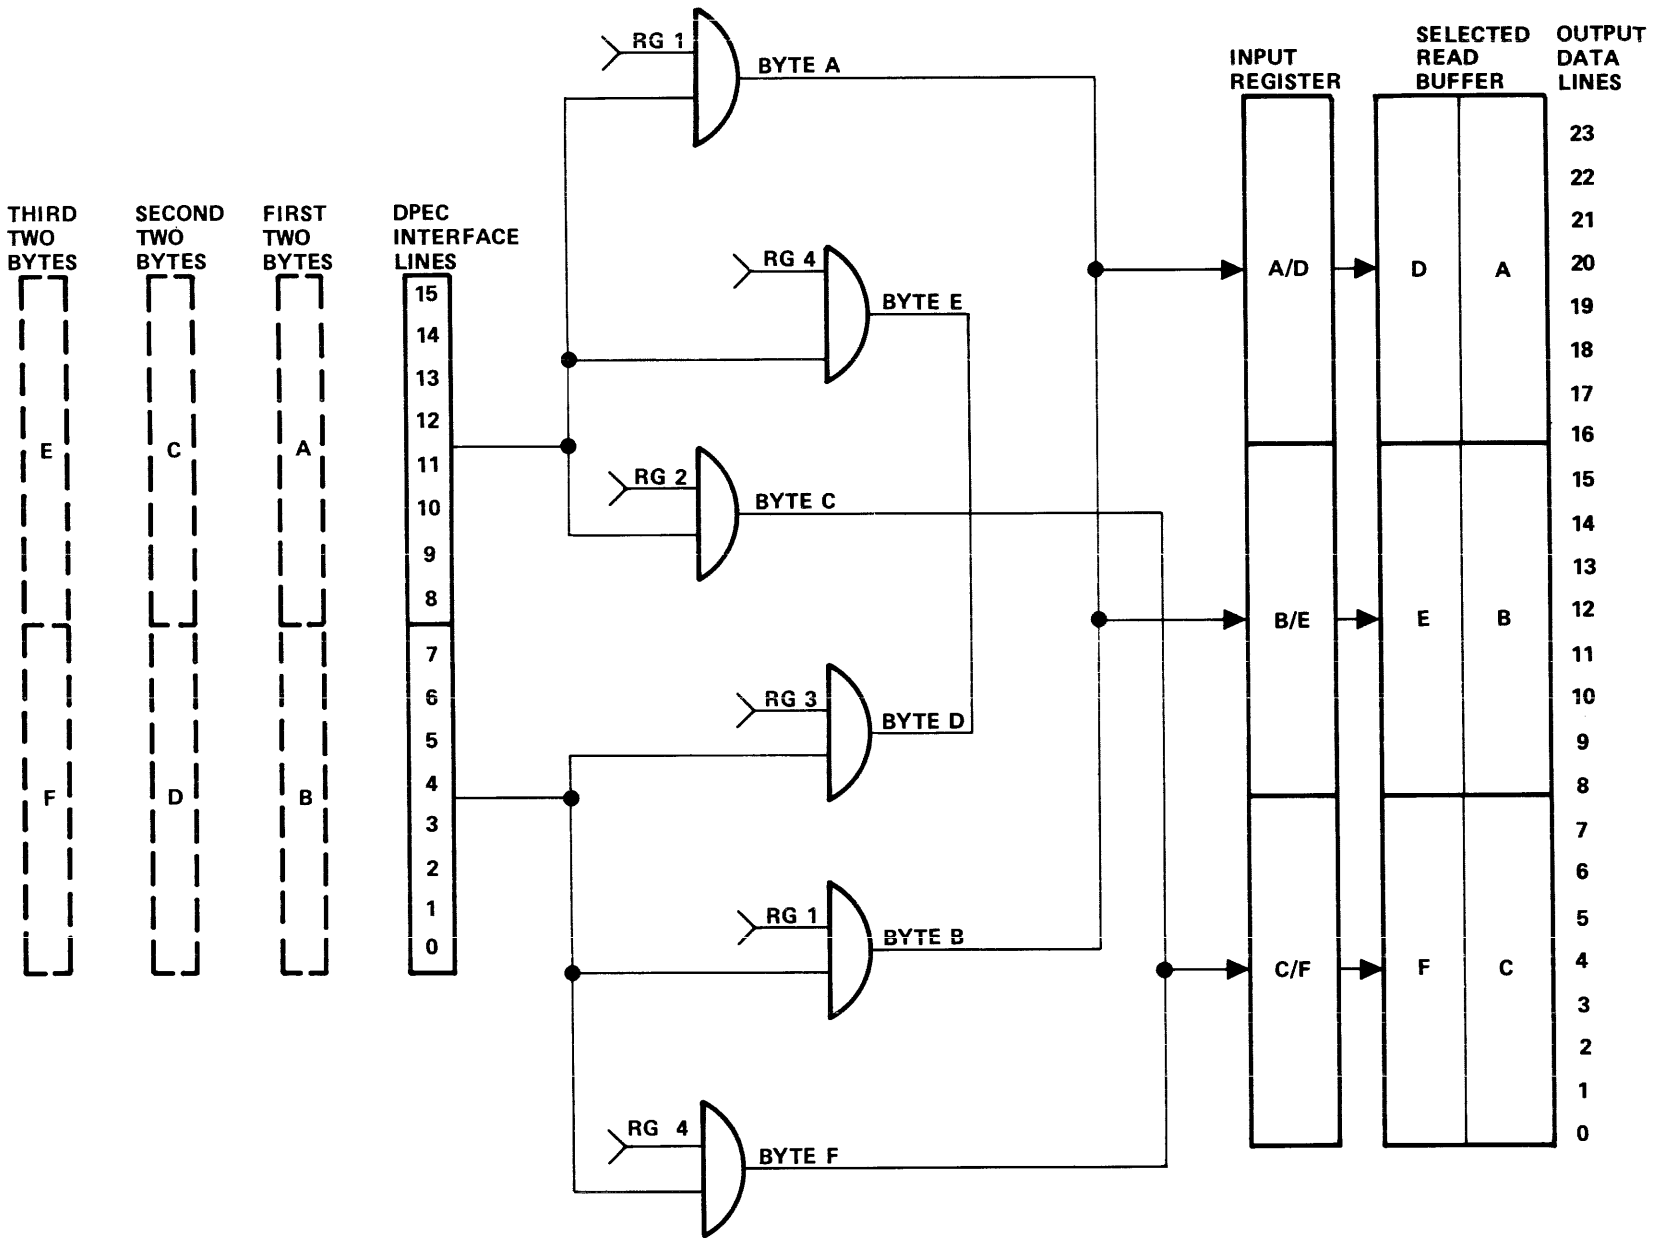 THIRD
TWO
BYTES
E
F
SECOND
TWO
BYTES
C
D
FIRST
TWO
BYTES
A
B
DPEC
INTERFACE
LINES
15
14
13
12
11
10
9
8
7
6
5
4
3
2
1
0
RG 1
BYTE A
RG 4
BYTE E
RG 2
BYTE C
RG 3
BYTE D
RG 1
BYTE B
RG 4
BYTE F
INPUT
REGISTER
A/D
B/E
C/F
SELECTED
READ
BUFFER
D A
E B
F C
OUTPUT
DATA
LINES
23
22
21
20
19
18
17
16
15
14
13
12
11
10
9
8
7
6
5
4
3
2
1
0